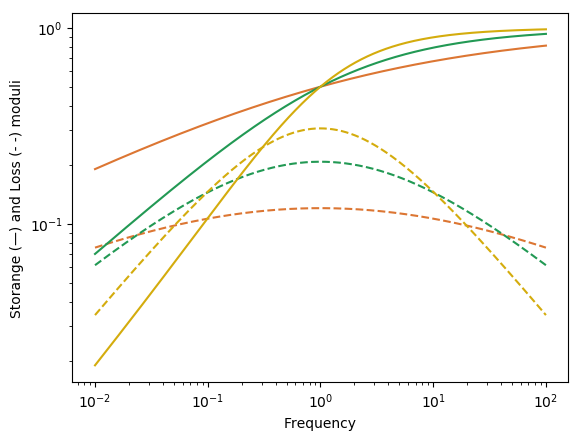 Storange (—) and Loss (- -) moduli
10⁰
10⁻¹
10⁻² 10⁻¹ 10⁰ 10¹ 10²
Frequency